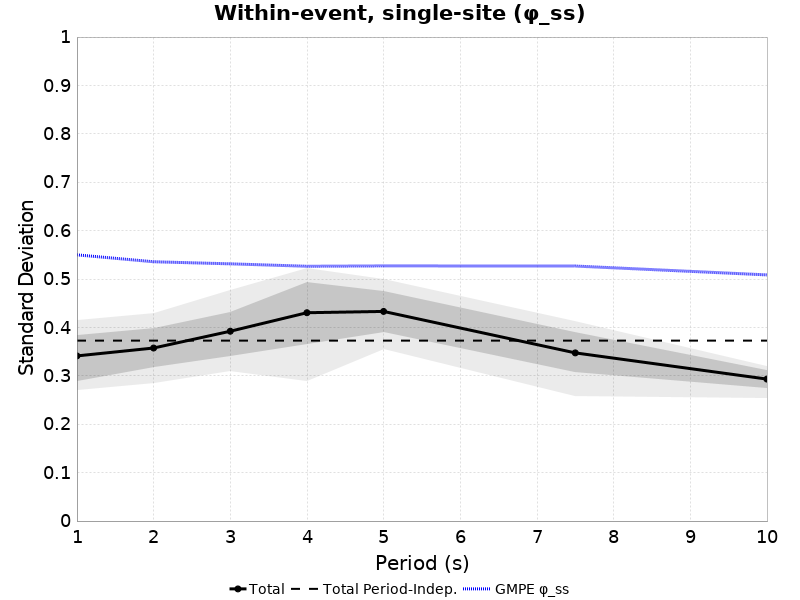 Within-event, single-site (φ_ss)
1
0.9
0.8
0.7
0.6
0.5
0.4
0.3
0.2
0.1
0
Standard Deviation
1 2 3 4 5 6 7 8 9 10
Period (s)
Total Total Period-Indep. GMPE φ_ss